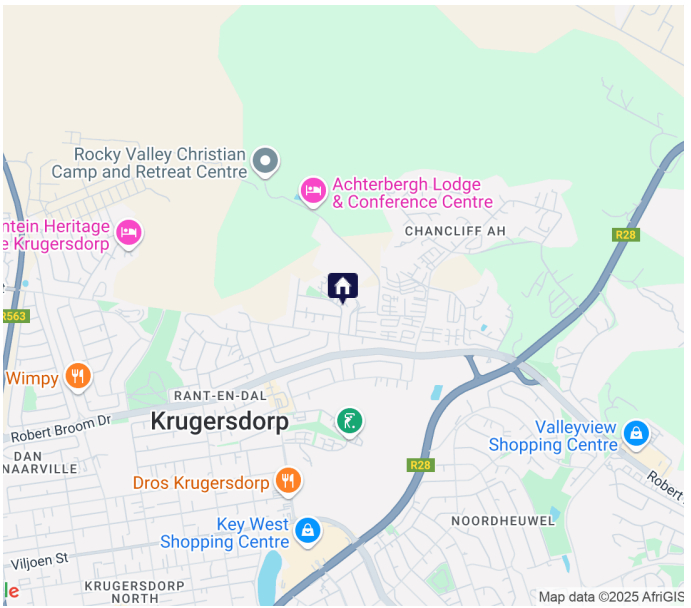 Rocky Valley Christian
Camp and Retreat Centre
Achterbergh Lodge
& Conference Centre
ntein Heritage
e Krugersdorp
CHANCLIFF AH
R28
R563
Wimpy
RANT-EN-DAL
Krugersdorp
Robert Broom Dr
Valleyview
Shopping Centre
DAN
NAARVILLE
R28
Dros Krugersdorp
Robert
Key West
Shopping Centre
NOORDHEUWEL
Viljoen St
KRUGERSDORP
NORTH
le
Map data ©2025 AfriGIS